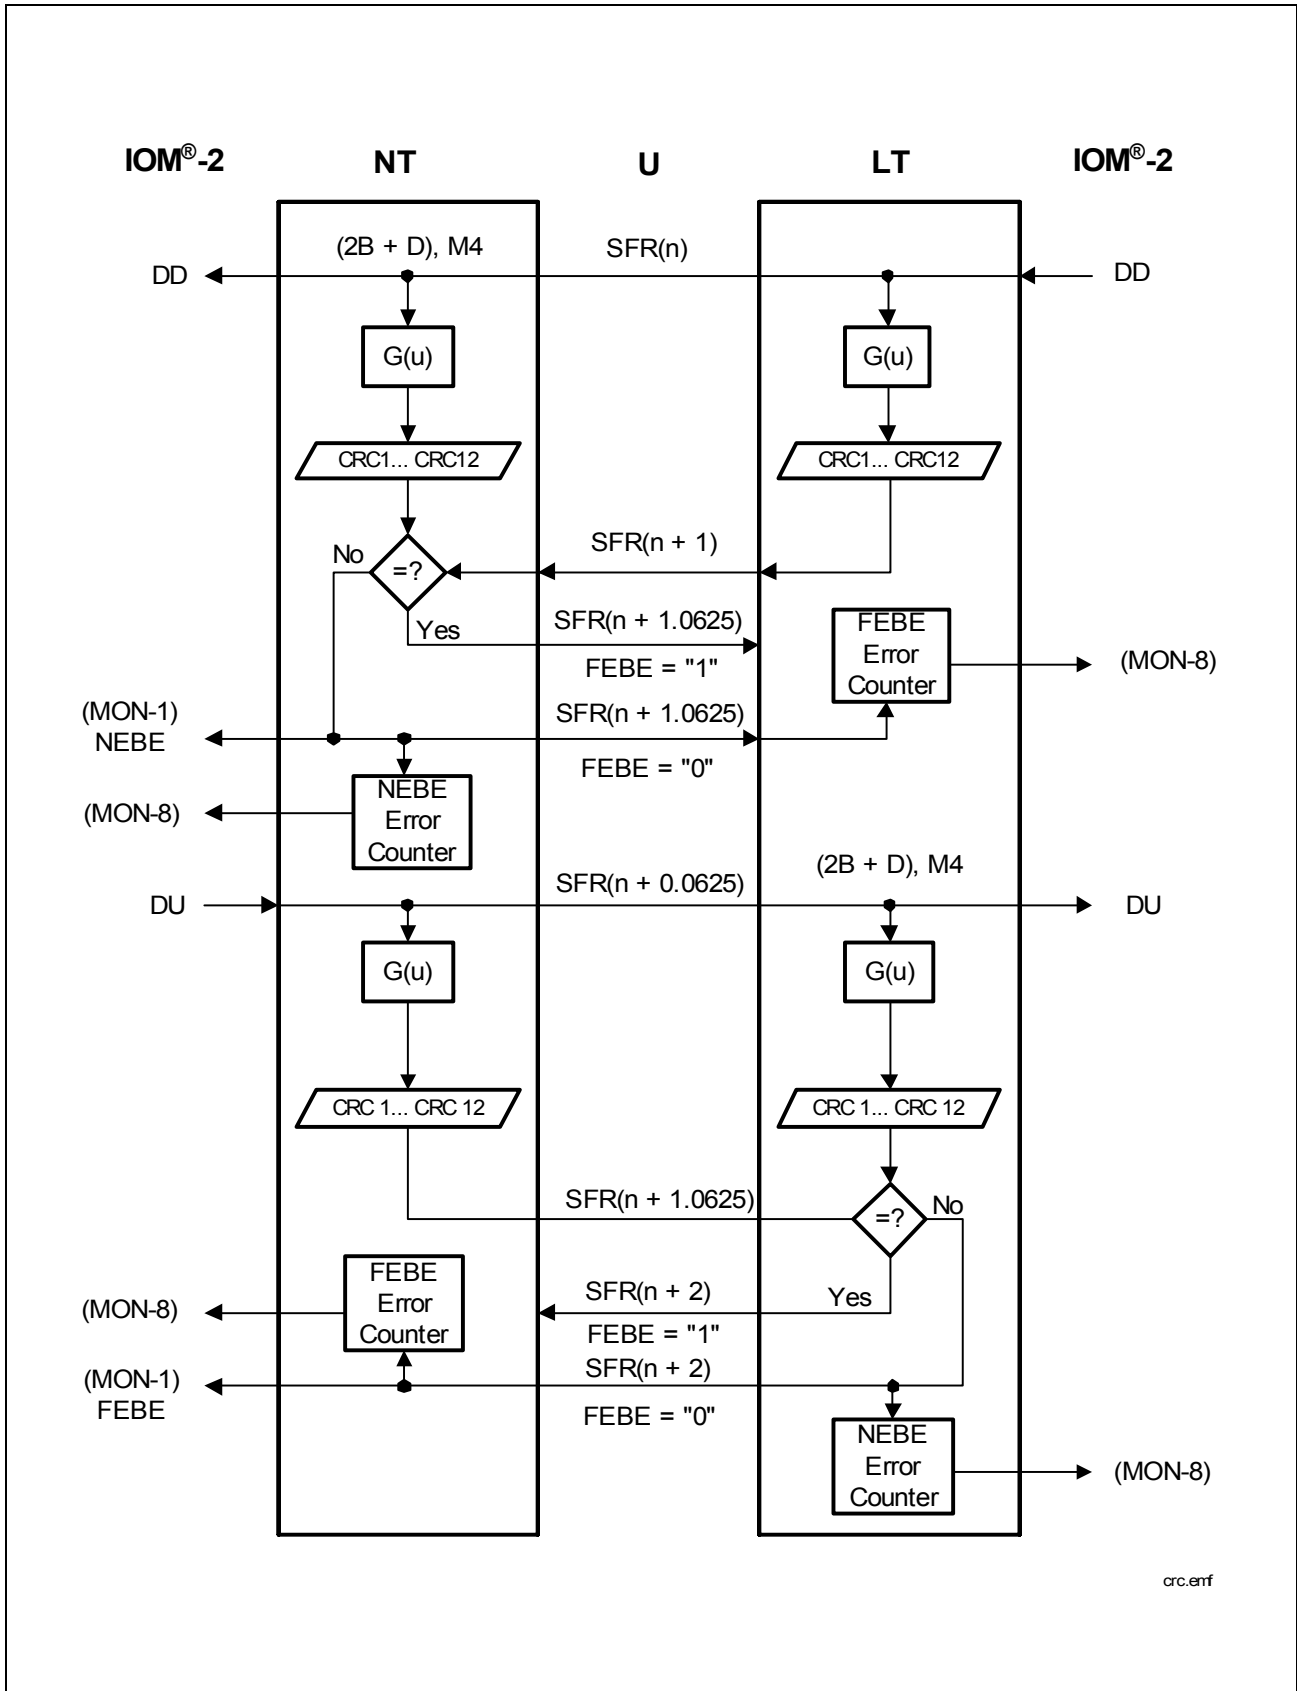 IOM®-2 NT U LT IOM®-2
(2B + D), M4 SFR(n)
DD DD
G(u) G(u)
CRC1... CRC12 CRC1... CRC12
SFR(n + 1)
No =?
Yes SFR(n + 1.0625)
FEBE = "1"
FEBE
Error
Counter
(MON-8)
(MON-1)
NEBE
SFR(n + 1.0625)
FEBE = "0"
(MON-8)
NEBE
Error
Counter
(2B + D), M4
SFR(n + 0.0625)
DU DU
G(u) G(u)
CRC 1... CRC 12 CRC 1... CRC 12
SFR(n + 1.0625) =? No
(MON-8)
FEBE
Error
Counter
SFR(n + 2) Yes
FEBE = "1"
(MON-1)
FEBE
SFR(n + 2)
FEBE = "0"
NEBE
Error
Counter
(MON-8)
crc.emf